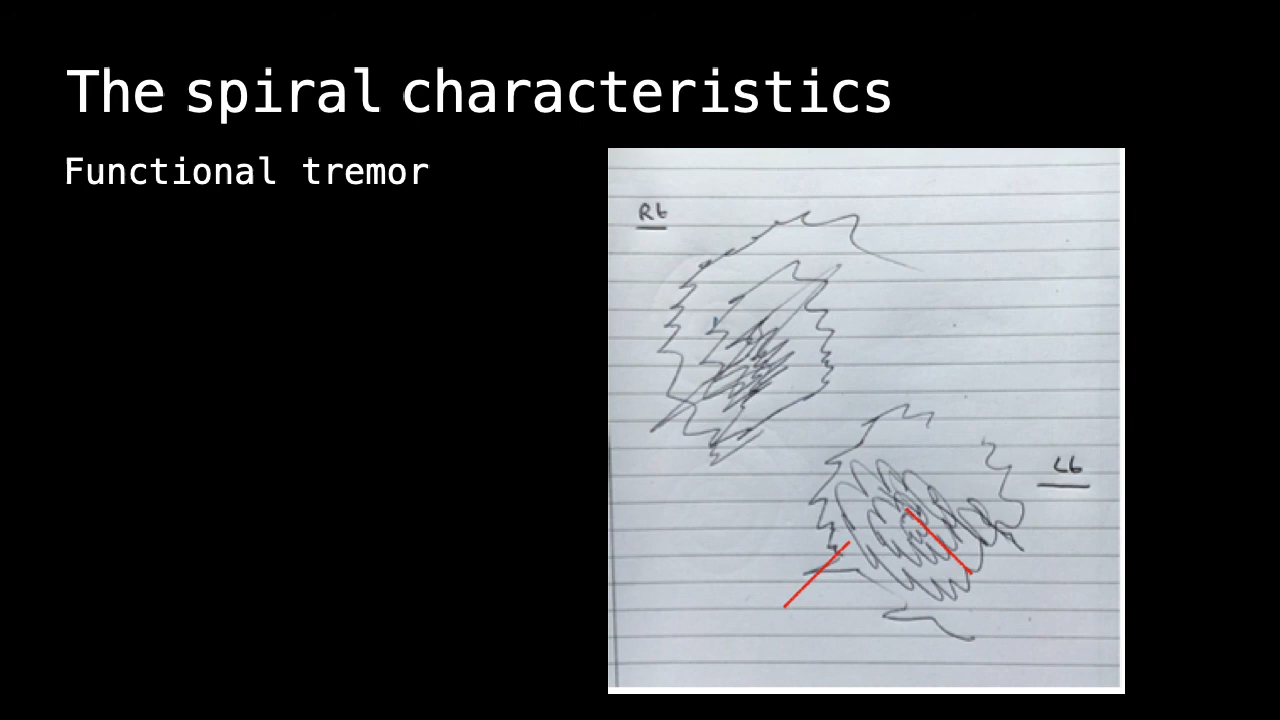 The spiral characteristics
Functional tremor
Rt
Lt